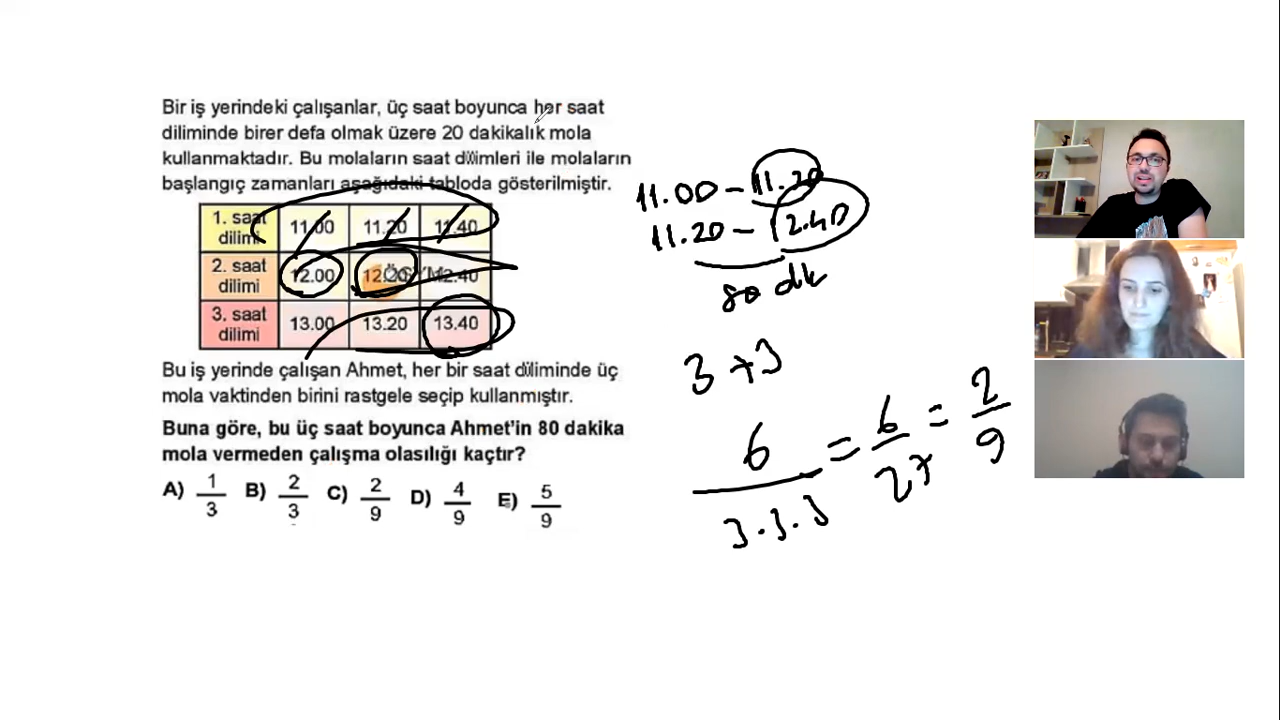 Bir iş yerindeki çalışanlar, üç saat boyunca her saat
diliminde birer defa olmak üzere 20 dakikalık mola
kullanmaktadır. Bu molaların saat dilimleri ile molaların
başlangıç zamanları aşağıdaki tabloda gösterilmiştir.
1. saat dilimi 11.00 11.20 11.40
2. saat dilimi 12.00 12.20 12.40
3. saat dilimi 13.00 13.20 13.40
Bu iş yerinde çalışan Ahmet, her bir saat diliminde üç
mola vaktinden birini rastgele seçip kullanmıştır.
Buna göre, bu üç saat boyunca Ahmet'in 80 dakika
mola vermeden çalışma olasılığı kaçtır?
A) 1/3 B) 2/3 C) 2/9 D) 4/9 E) 5/9
11.00 - 11.20
11.20 - 12.40
80 dk
3+3
6/3.3.3 = 6/27 = 2/9